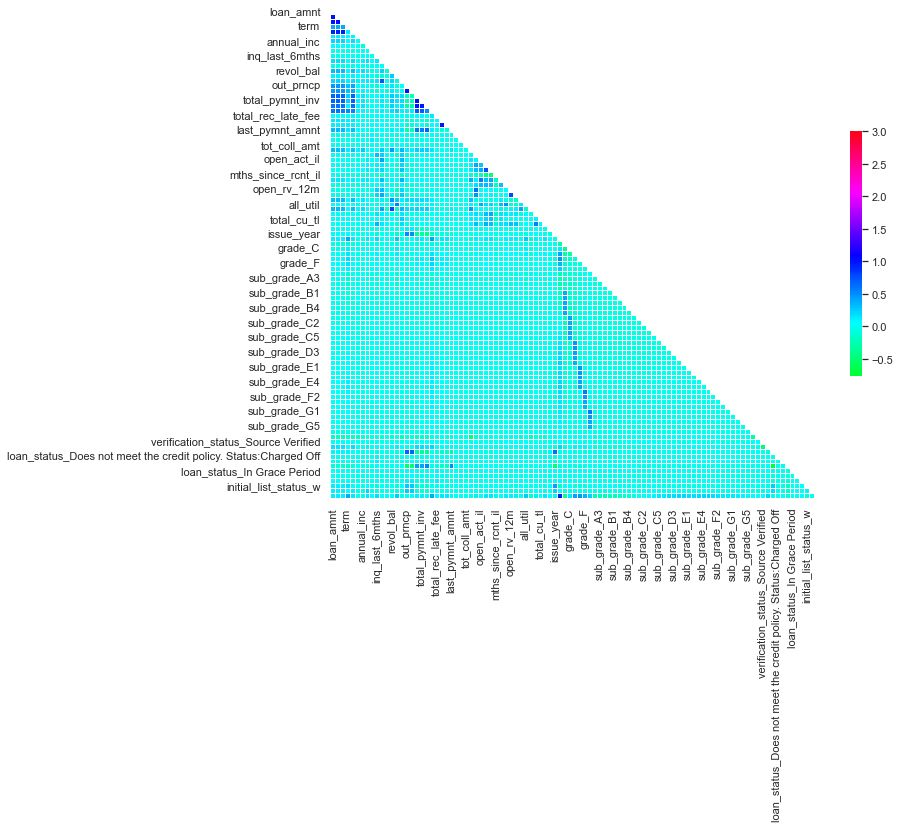 loan_amnt
term
annual_inc
inq_last_6mths
revol_bal
out_prncp
total_pymnt_inv
total_rec_late_fee
last_pymnt_amnt
tot_coll_amt
open_act_il
mths_since_rcnt_il
open_rv_12m
all_util
total_cu_tl
issue_year
grade_C
grade_F
sub_grade_A3
sub_grade_B1
sub_grade_B4
sub_grade_C2
sub_grade_C5
sub_grade_D3
sub_grade_E1
sub_grade_E4
sub_grade_F2
sub_grade_G1
sub_grade_G5
verification_status_Source Verified
loan_status_Does not meet the credit policy. Status:Charged Off
loan_status_In Grace Period
initial_list_status_w
loan_amnt
term
annual_inc
inq_last_6mths
revol_bal
out_prncp
total_pymnt_inv
total_rec_late_fee
last_pymnt_amnt
tot_coll_amt
open_act_il
mths_since_rcnt_il
open_rv_12m
all_util
total_cu_tl
issue_year
grade_C
grade_F
sub_grade_A3
sub_grade_B1
sub_grade_B4
sub_grade_C2
sub_grade_C5
sub_grade_D3
sub_grade_E1
sub_grade_E4
sub_grade_F2
sub_grade_G1
sub_grade_G5
verification_status_Source Verified
loan_status_Does not meet the credit policy. Status:Charged Off
loan_status_In Grace Period
initial_list_status_w
3.0
2.5
2.0
1.5
1.0
0.5
0.0
−0.5